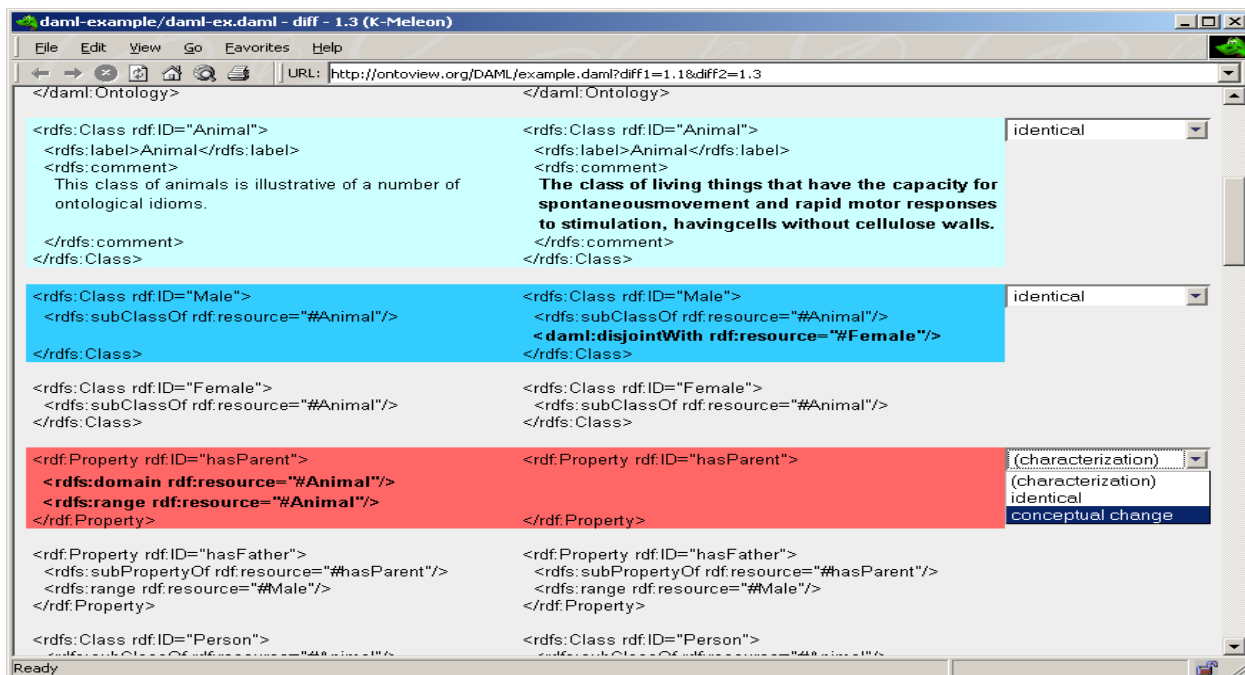 daml-example/daml-ex.daml - diff - 1.3 (K-Meleon)
File Edit View Go Favorites Help
URL: http://ontoview.org/DAML/example.daml?diff1=1.1&diff2=1.3
</daml:Ontology> </daml:Ontology>
<rdfs:Class rdf:ID="Animal"> <rdfs:Class rdf:ID="Animal"> identical
<rdfs:label>Animal</rdfs:label> <rdfs:label>Animal</rdfs:label>
<rdfs:comment> <rdfs:comment>
This class of animals is illustrative of a number of The class of living things that have the capacity for
ontological idioms. spontaneousmovement and rapid motor responses
to stimulation, havingcells without cellulose walls.
</rdfs:comment> </rdfs:comment>
</rdfs:Class> </rdfs:Class>
<rdfs:Class rdf:ID="Male"> <rdfs:Class rdf:ID="Male"> identical
<rdfs:subClassOf rdf:resource="#Animal"/> <rdfs:subClassOf rdf:resource="#Animal"/>
<daml:disjointWith rdf:resource="#Female"/>
</rdfs:Class> </rdfs:Class>
<rdfs:Class rdf:ID="Female"> <rdfs:Class rdf:ID="Female">
<rdfs:subClassOf rdf:resource="#Animal"/> <rdfs:subClassOf rdf:resource="#Animal"/>
</rdfs:Class> </rdfs:Class>
<rdf:Property rdf:ID="hasParent"> <rdf:Property rdf:ID="hasParent"> (characterization)
<rdfs:domain rdf:resource="#Animal"/> (characterization)
<rdfs:range rdf:resource="#Animal"/> identical
</rdf:Property> </rdf:Property> conceptual change
<rdf:Property rdf:ID="hasFather"> <rdf:Property rdf:ID="hasFather">
<rdfs:subPropertyOf rdf:resource="#hasParent"/> <rdfs:subPropertyOf rdf:resource="#hasParent"/>
<rdfs:range rdf:resource="#Male"/> <rdfs:range rdf:resource="#Male"/>
</rdf:Property> </rdf:Property>
<rdfs:Class rdf:ID="Person"> <rdfs:Class rdf:ID="Person">
<rdfs:subClassOf rdf:resource="#Animal"/> <rdfs:subClassOf rdf:resource="#Animal"/>
Ready